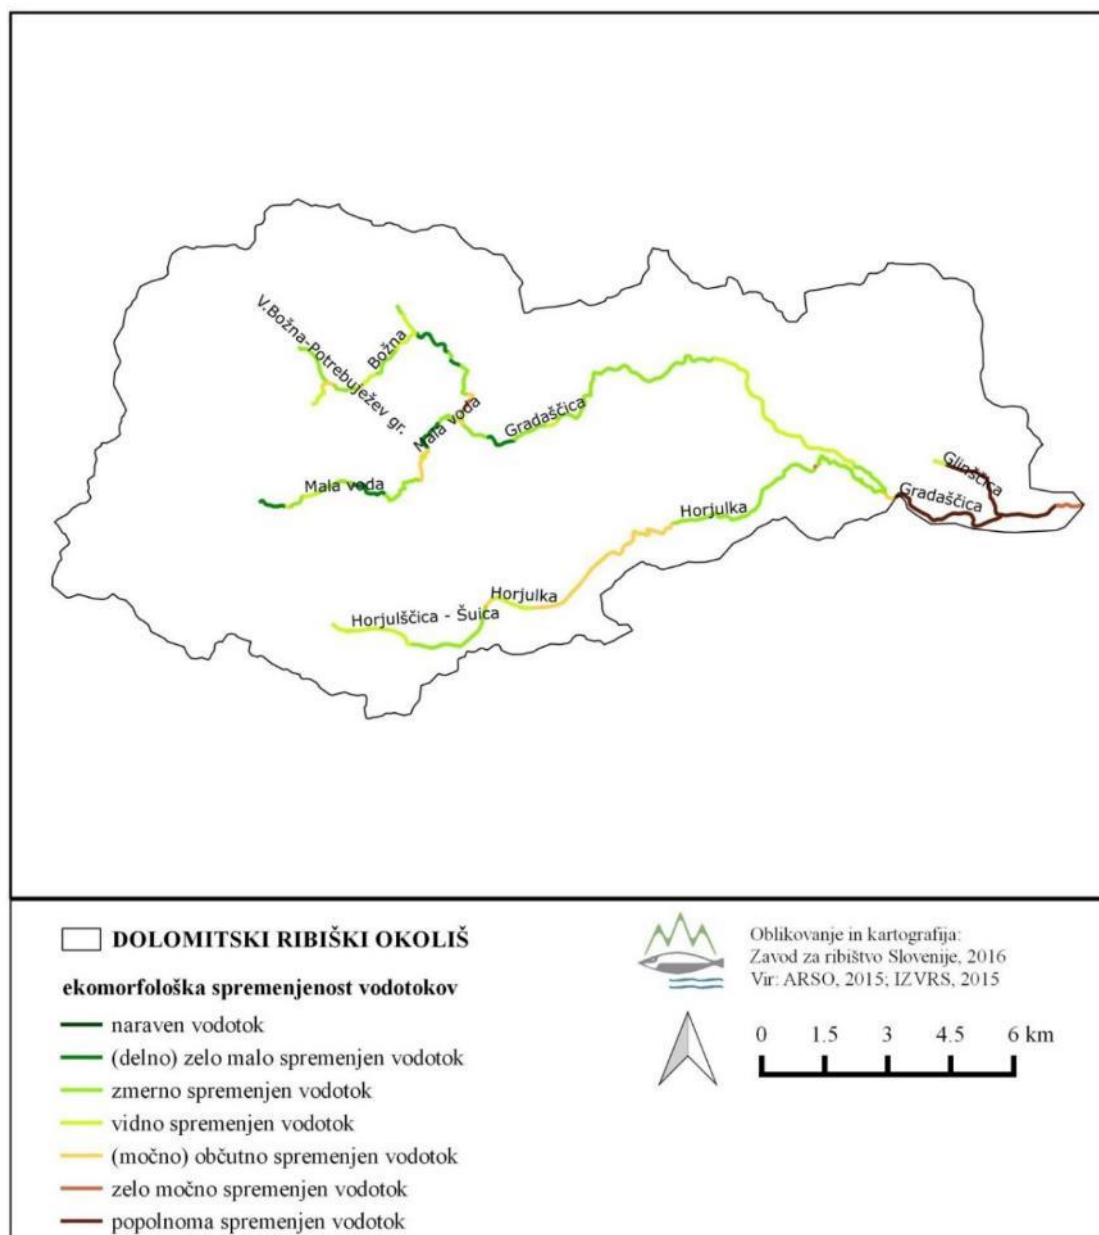 V.Božna-Potrebuježev gr.
Božna
Mala voda
Gradaščica
Mala voda
Glinščica
Gradaščica
Horjulka
Horjulka
Horjulščica - Šuica
DOLOMITSKI RIBIŠKI OKOLIŠ
ekomorfološka spremenjenost vodotokov
naraven vodotok
(delno) zelo malo spremenjen vodotok
zmerno spremenjen vodotok
vidno spremenjen vodotok
(močno) občutno spremenjen vodotok
zelo močno spremenjen vodotok
popolnoma spremenjen vodotok
Oblikovanje in kartografija:
Zavod za ribištvo Slovenije, 2016
Vir: ARSO, 2015; IZVRS, 2015
0 1.5 3 4.5 6 km